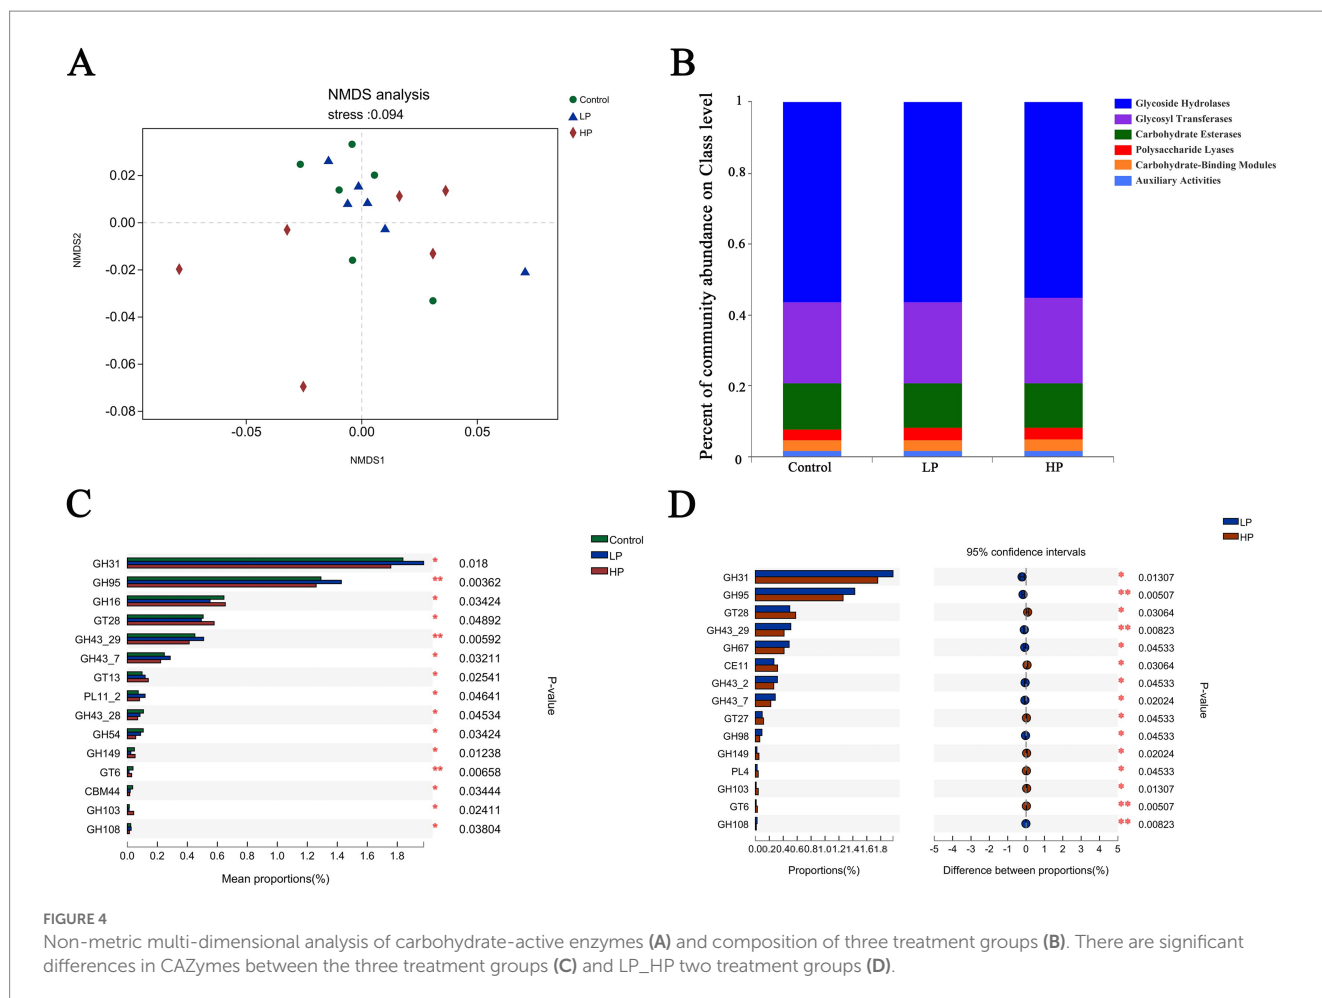 A
NMDS analysis
stress :0.094
Control
LP
HP
0.02
0.00
-0.02
-0.04
-0.06
-0.08
NMDS2
-0.05
0.00
0.05
NMDS1
B
Percent of community abundance on Class level
1
0.8
0.6
0.4
0.2
0
Control
LP
HP
Glycoside Hydrolases
Glycosyl Transferases
Carbohydrate Esterases
Polysaccharide Lyases
Carbohydrate-Binding Modules
Auxiliary Activities
C
Control
LP
HP
GH31 * 0.018
GH95 ** 0.00362
GH16 * 0.03424
GT28 * 0.04892
GH43_29 ** 0.00592
GH43_7 * 0.03211
GT13 * 0.02541
PL11_2 * 0.04641
GH43_28 * 0.04534
GH54 * 0.03424
GH149 * 0.01238
GT6 ** 0.00658
CBM44 * 0.03444
GH103 * 0.02411
GH108 * 0.03804
P-value
0.0 0.2 0.4 0.6 0.8 1.0 1.2 1.4 1.6 1.8
Mean proportions(%)
D
LP
HP
95% confidence intervals
GH31 * 0.01307
GH95 ** 0.00507
GT28 * 0.03064
GH43_29 ** 0.00823
GH67 * 0.04533
CE11 * 0.03064
GH43_2 * 0.04533
GH43_7 * 0.02024
GT27 * 0.04533
GH98 * 0.04533
GH149 * 0.02024
PL4 * 0.04533
GH103 * 0.01307
GT6 ** 0.00507
GH108 ** 0.00823
P-value
0.00.20.40.60.81.01.21.41.61.8
-5 -4 -3 -2 -1 0 1 2 3 4 5
Proportions(%)
Difference between proportions(%)
FIGURE 4
Non-metric multi-dimensional analysis of carbohydrate-active enzymes (A) and composition of three treatment groups (B). There are significant
differences in CAZymes between the three treatment groups (C) and LP_HP two treatment groups (D).